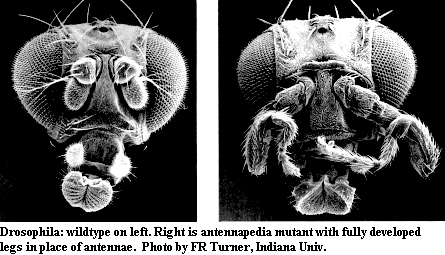 Drosophila: wildtype on left. Right is antennapedia mutant with fully developed
legs in place of antennae.  Photo by FR Turner, Indiana Univ.